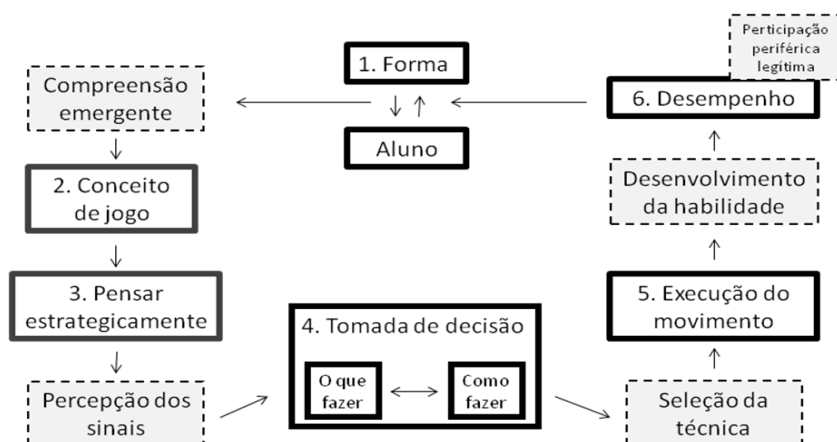 1. Forma
Aluno
Compreensão
emergente
2. Conceito
de jogo
3. Pensar
estrategicamente
Percepção dos
sinais
4. Tomada de decisão
O que
fazer
Como
fazer
Seleção da
técnica
5. Execução do
movimento
Desenvolvimento
da habilidade
6. Desempenho
Perticipação
periférica
legítima